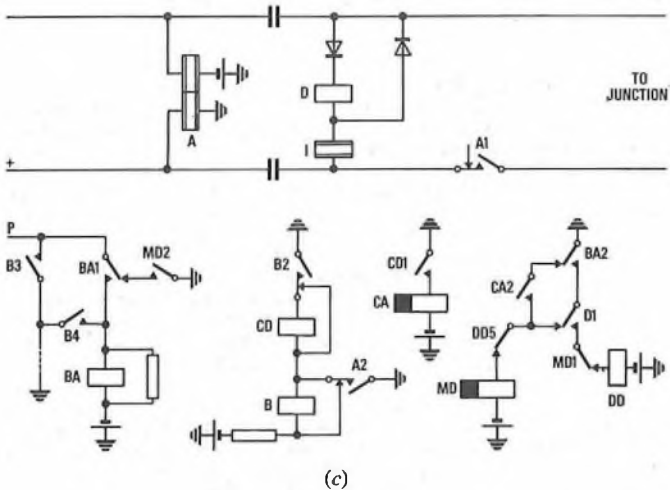 D
TO
JUNCTION
A
I
A1
+
P
B3
BA1
MD2
B4
BA
B2
CD
A2
B
CD1
CA
BA2
CA2
D1
DD5
MD1
MD
DD
(c)